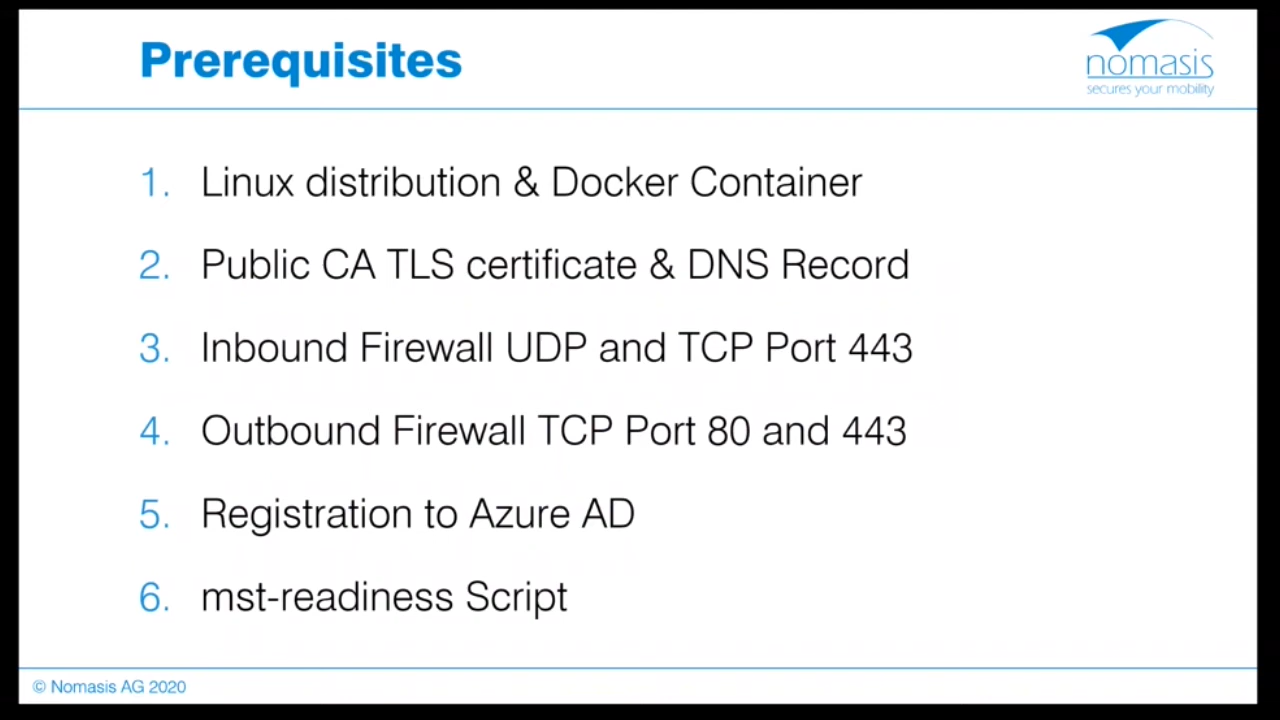 Prerequisites
nomasis
secures your mobility
1. Linux distribution & Docker Container
2. Public CA TLS certificate & DNS Record
3. Inbound Firewall UDP and TCP Port 443
4. Outbound Firewall TCP Port 80 and 443
5. Registration to Azure AD
6. mst-readiness Script
© Nomasis AG 2020